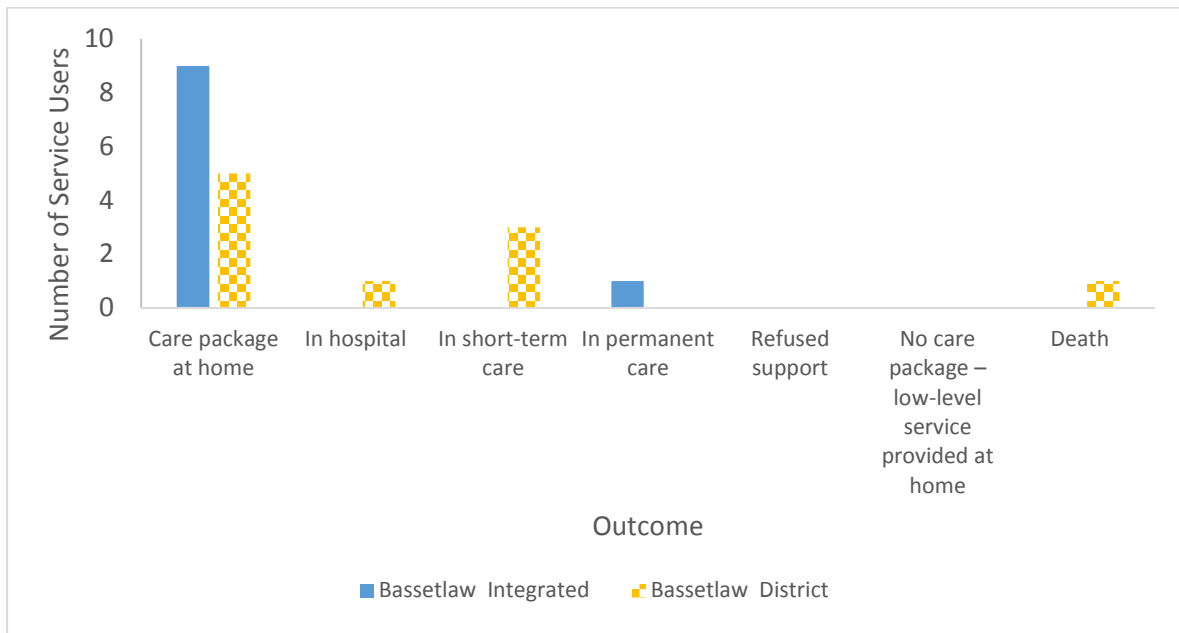 Number of Service Users
10
8
6
4
2
0
Care package
at home
In hospital
In short-term
care
In permanent
care
Refused
support
No care
package –
low-level
service
provided at
home
Death
Outcome
Bassetlaw Integrated
Bassetlaw District